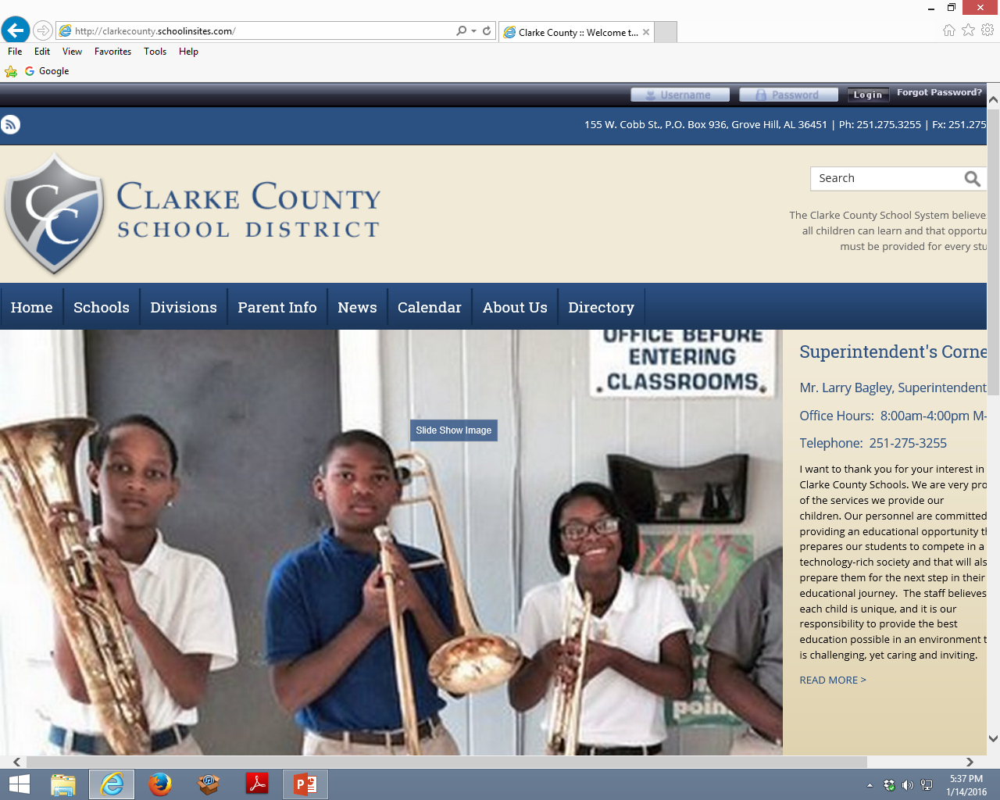 http://clarkecounty.schoolinsites.com/
Clarke County :: Welcome t...
File Edit View Favorites Tools Help
Google
Username Password Login Forgot Password?
155 W. Cobb St., P.O. Box 936, Grove Hill, AL 36451 | Ph: 251.275.3255 | Fx: 251.275
CC
CLARKE COUNTY
SCHOOL DISTRICT
Search
The Clarke County School System believe
all children can learn and that opportu
must be provided for every stu
Home Schools Divisions Parent Info News Calendar About Us Directory
OFFICE BEFORE
ENTERING
CLASSROOMS.
Slide Show Image
only
poin
Superintendent's Corne
Mr. Larry Bagley, Superintendent
Office Hours: 8:00am-4:00pm M-
Telephone: 251-275-3255
I want to thank you for your interest in
Clarke County Schools. We are very pro
of the services we provide our
children. Our personnel are committed
providing an educational opportunity th
prepares our students to compete in a
technology-rich society and that will als
prepare them for the next step in their
educational journey. The staff believes
each child is unique, and it is our
responsibility to provide the best
education possible in an environment t
is challenging, yet caring and inviting.
READ MORE >
5:37 PM
1/14/2016